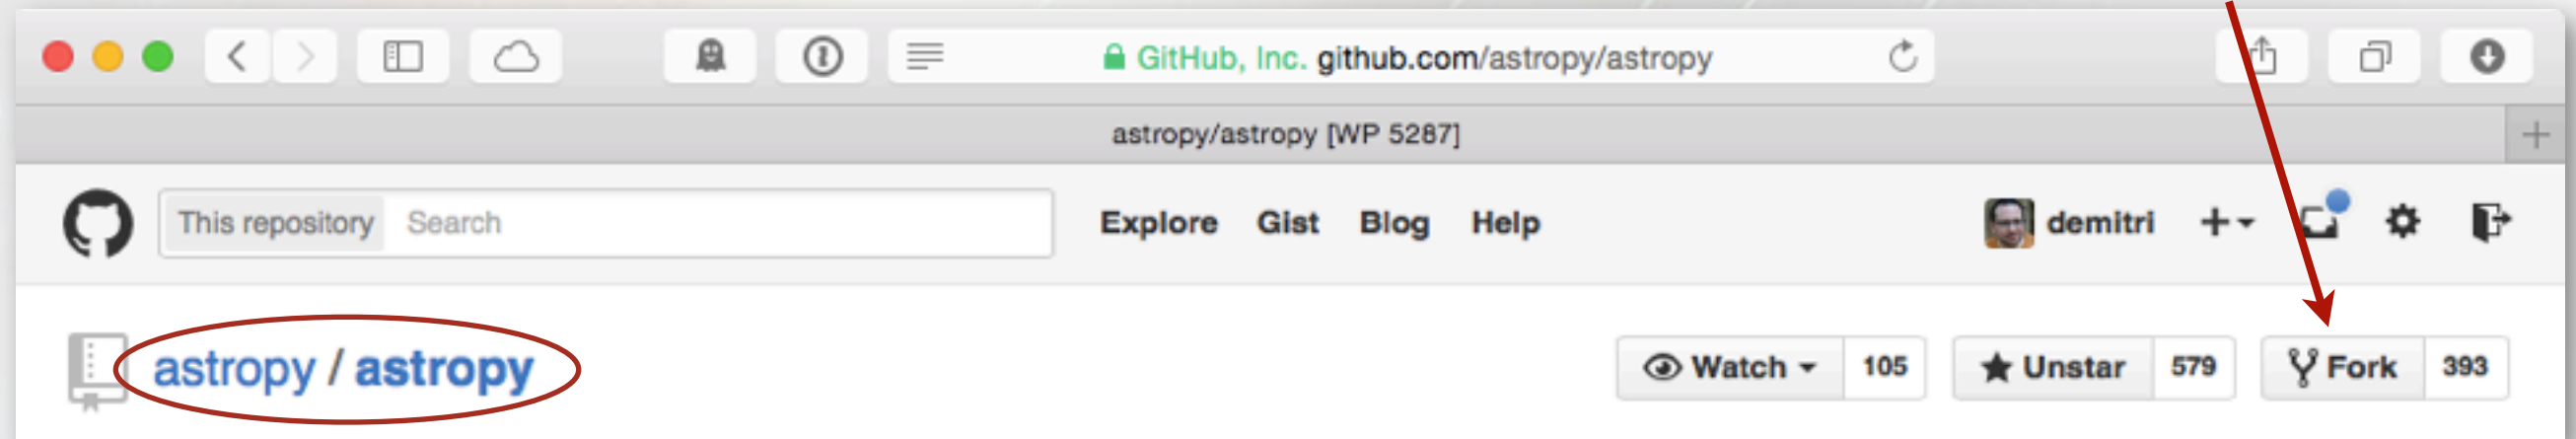 GitHub, Inc. github.com/astropy/astropy
astropy/astropy [WP 5287]
This repository Search Explore Gist Blog Help demitri
astropy / astropy Watch 105 Unstar 579 Fork 393